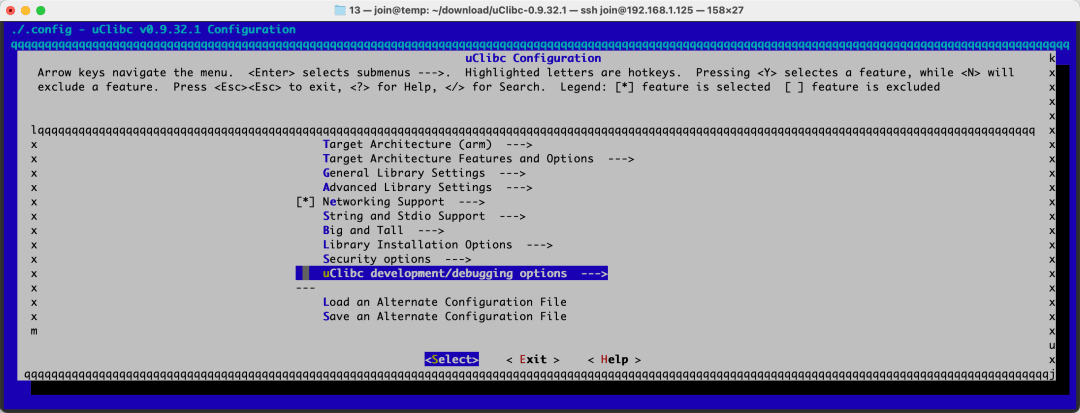 13 — join@temp: ~/download/uClibc-0.9.32.1 — ssh join@192.168.1.125 — 158×27
./.config - uClibc v0.9.32.1 Configuration
qqqqqqqqqqqqqqqqqqqqqqqqqqqqqqqqqqqqqqqqqqqqqqqqqqqqqqqqqqqqqqqqqqqqqqqqqqqqqqqqqqqqqqqqqqqqqqqqqqqqqqqqqqqqqqqqqqqqqqqqqqqqqqqqqqqqqqqqqqqqqqqqqqqqqqqqqqqq
uClibc Configuration k
Arrow keys navigate the menu.  <Enter> selects submenus --->.  Highlighted letters are hotkeys.  Pressing <Y> selectes a feature, while <N> will x
exclude a feature.  Press <Esc><Esc> to exit, <?> for Help, </> for Search.  Legend: [*] feature is selected  [ ] feature is excluded x
x
x
lqqqqqqqqqqqqqqqqqqqqqqqqqqqqqqqqqqqqqqqqqqqqqqqqqqqqqqqqqqqqqqqqqqqqqqqqqqqqqqqqqqqqqqqqqqqqqqqqqqqqqqqqqqqqqqqqqqqqqqqqqqqqqqqqqqqqqqqqqqqqqqqqqqq x
x Target Architecture (arm)  ---> x
x Target Architecture Features and Options  ---> x
x General Library Settings  ---> x
x Advanced Library Settings  ---> x
x [*] Networking Support  ---> x
x String and Stdio Support  ---> x
x Big and Tall  ---> x
x Library Installation Options  ---> x
x Security options  ---> x
x uClibc development/debugging options  ---> x
x --- x
x Load an Alternate Configuration File x
x Save an Alternate Configuration File x
m x
u
<Select> < Exit > < Help > x
qqqqqqqqqqqqqqqqqqqqqqqqqqqqqqqqqqqqqqqqqqqqqqqqqqqqqqqqqqqqqqqqqqqqqqqqqqqqqqqqqqqqqqqqqqqqqqqqqqqqqqqqqqqqqqqqqqqqqqqqqqqqqqqqqqqqqqqqqqqqqqqqqqqqqqqqj